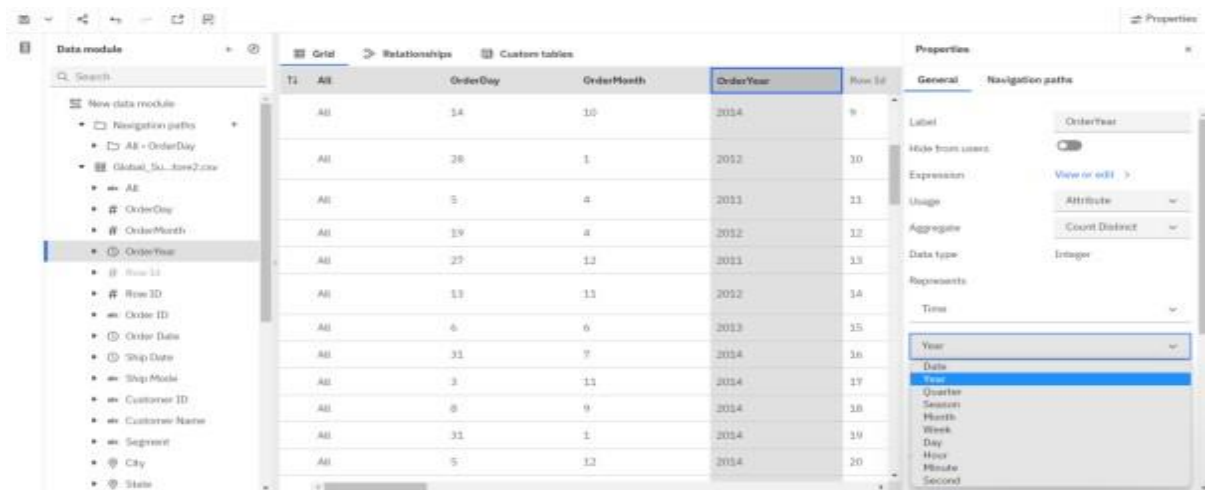 Properties
Data module
Search
New data module
Navigation paths
All - OrderDay
Global_Su...tore2.csv
All
OrderDay
OrderMonth
OrderYear
Row Id
Row ID
Order ID
Order Date
Ship Date
Ship Mode
Customer ID
Customer Name
Segment
City
State
Grid Relationships Custom tables
All OrderDay OrderMonth OrderYear Row Id
All 14 10 2014 9
All 28 1 2012 10
All 5 4 2011 11
All 19 4 2012 12
All 27 12 2011 13
All 13 11 2012 14
All 6 6 2013 15
All 31 7 2014 16
All 3 11 2014 17
All 8 9 2014 18
All 31 1 2014 19
All 5 12 2014 20
Properties
General Navigation paths
Label OrderYear
Hide from users
Expression View or edit
Usage Attribute
Aggregate Count Distinct
Data type Integer
Represents
Time
Year
Date
Year
Quarter
Season
Month
Week
Day
Hour
Minute
Second